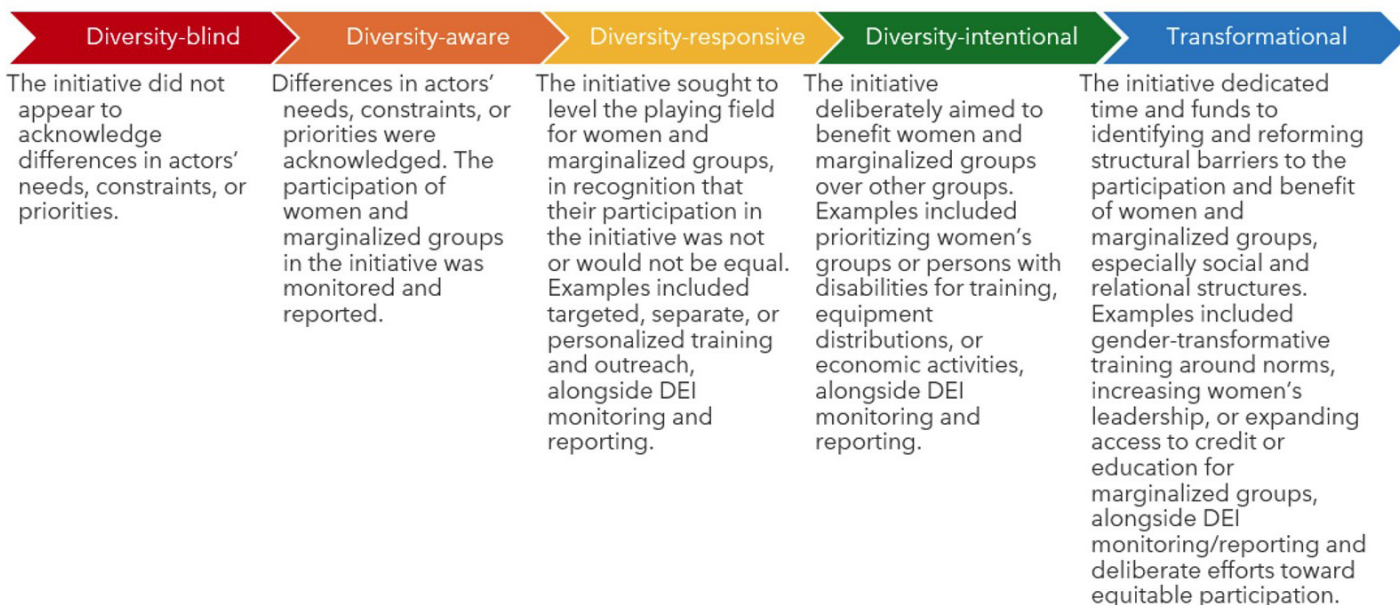 Diversity-blind
The initiative did not
appear to
acknowledge
differences in actors’
needs, constraints, or
priorities.
Diversity-aware
Differences in actors’
needs, constraints, or
priorities were
acknowledged. The
participation of
women and
marginalized groups
in the initiative was
monitored and
reported.
Diversity-responsive
The initiative sought to
level the playing field
for women and
marginalized groups,
in recognition that
their participation in
the initiative was not
or would not be equal.
Examples included
targeted, separate, or
personalized training
and outreach,
alongside DEI
monitoring and
reporting.
Diversity-intentional
The initiative
deliberately aimed to
benefit women and
marginalized groups
over other groups.
Examples included
prioritizing women’s
groups or persons with
disabilities for training,
equipment
distributions, or
economic activities,
alongside DEI
monitoring and
reporting.
Transformational
The initiative dedicated
time and funds to
identifying and reforming
structural barriers to the
participation and benefit
of women and
marginalized groups,
especially social and
relational structures.
Examples included
gender-transformative
training around norms,
increasing women’s
leadership, or expanding
access to credit or
education for
marginalized groups,
alongside DEI
monitoring/reporting and
deliberate efforts toward
equitable participation.